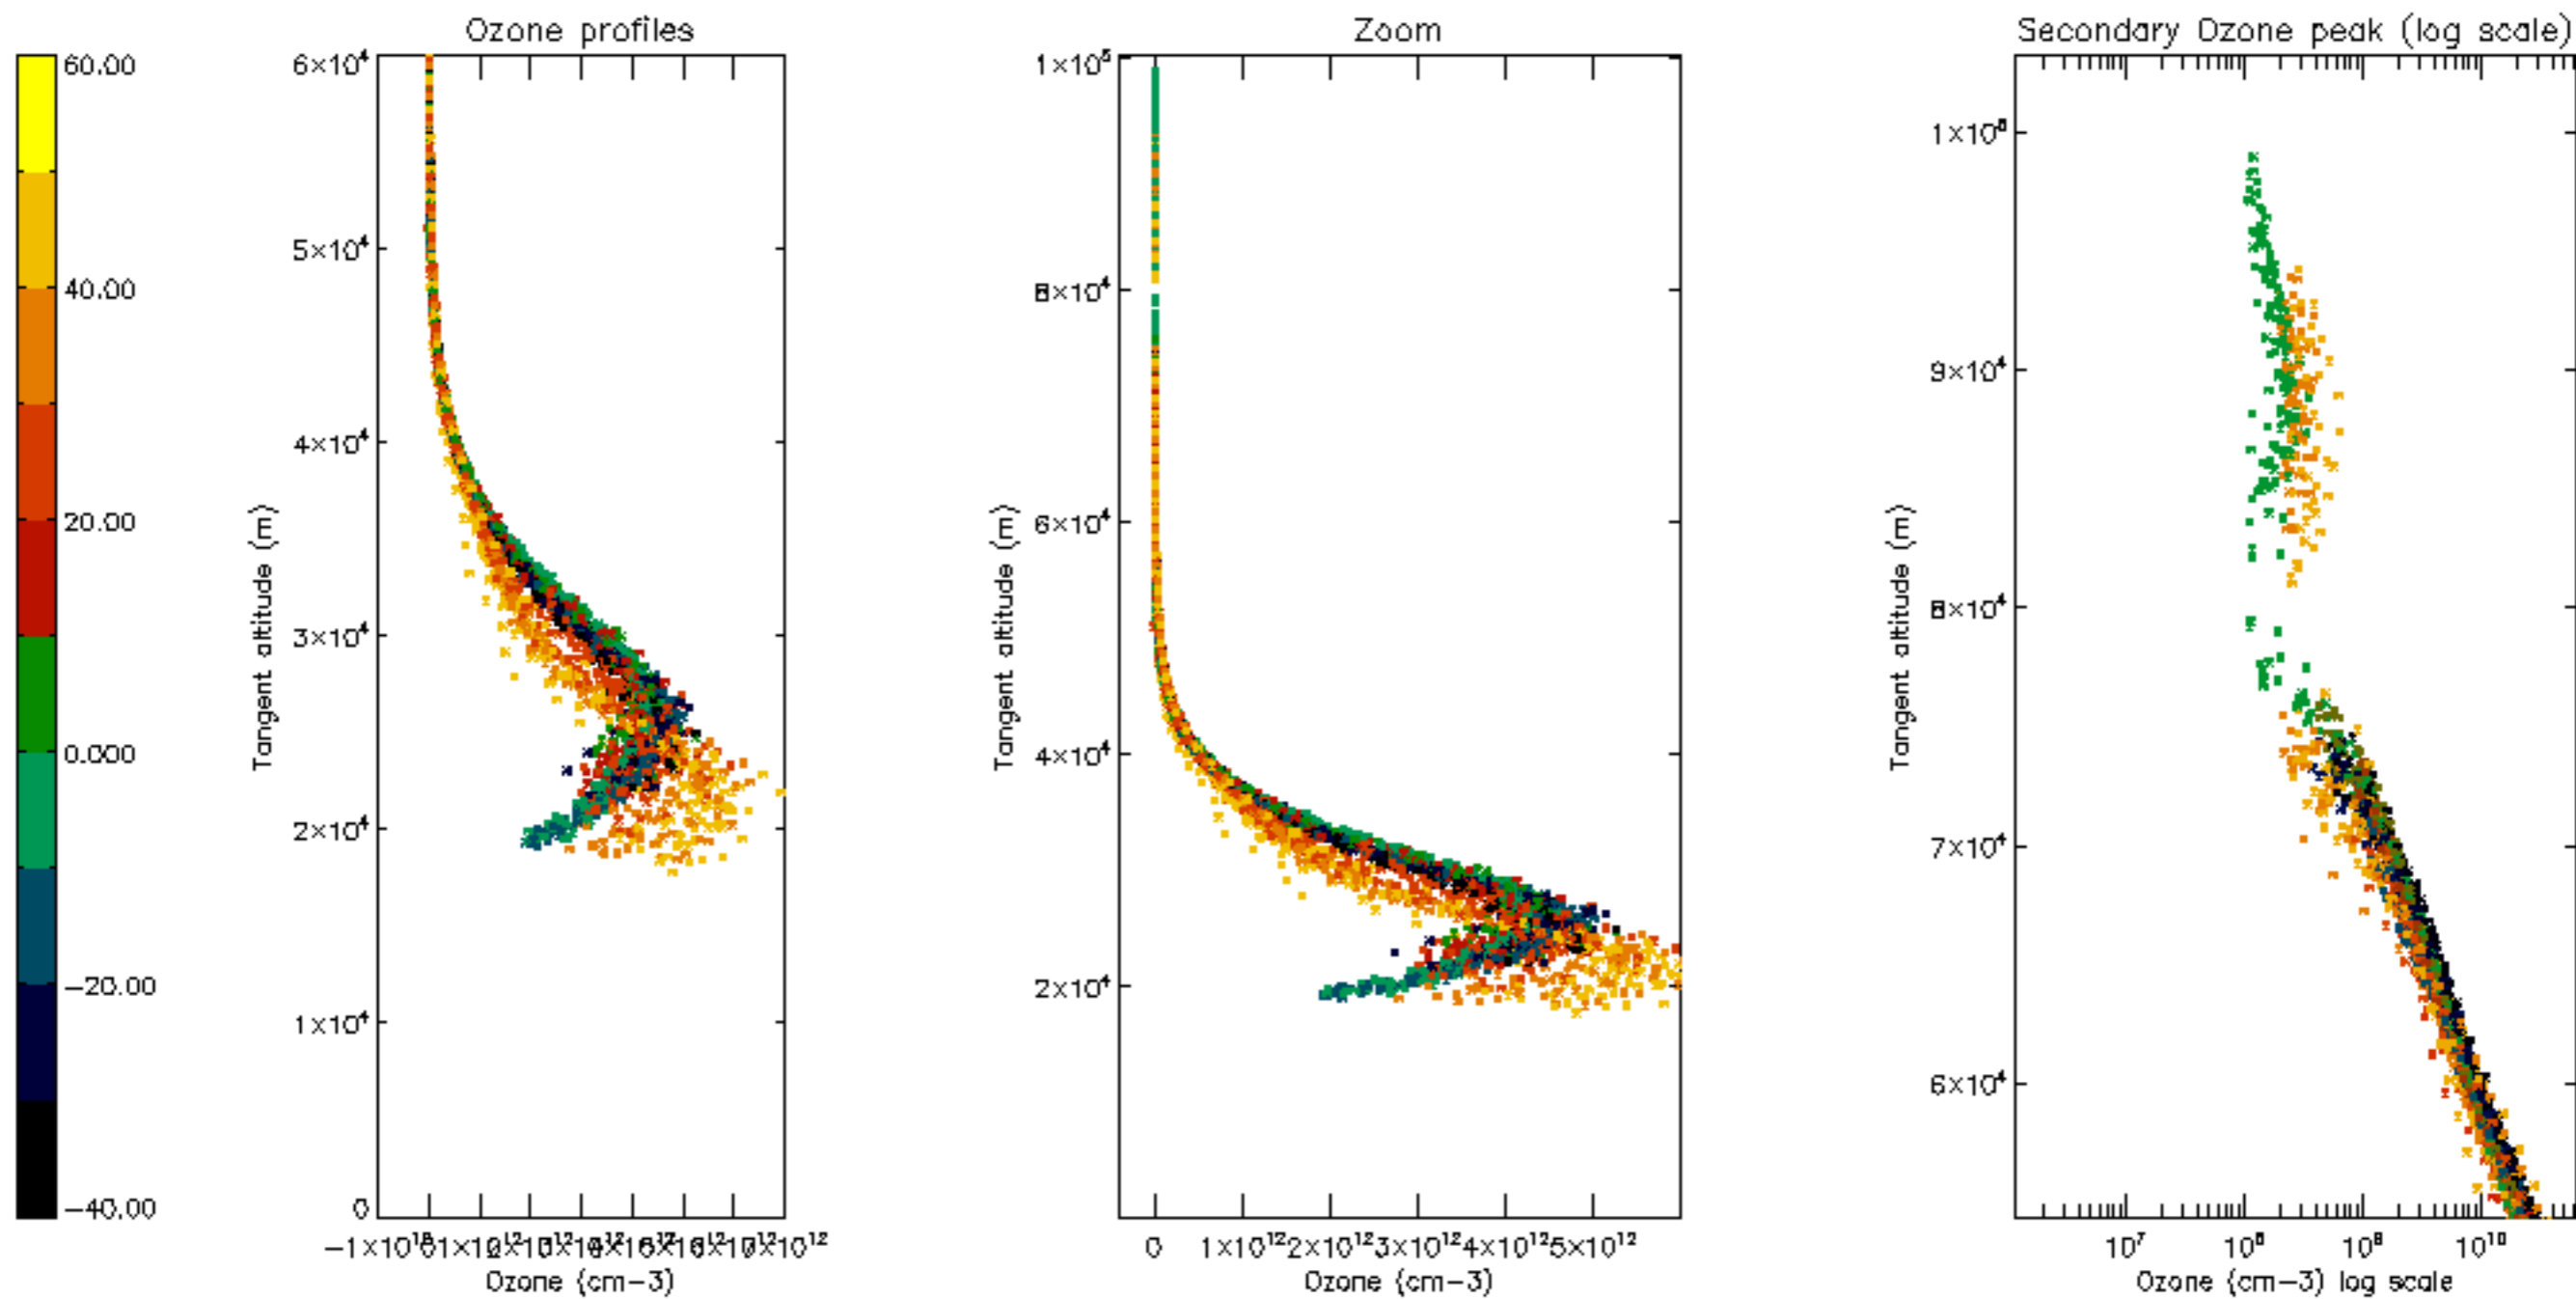 Ozone profiles
Zoom
Secondary Ozone peak (log scale)
60.00
40.00
20.00
0.000
−20.00
−40.00
6×10⁴
5×10⁴
4×10⁴
3×10⁴
2×10⁴
1×10⁴
0
Tangent altitude (m)
Ozone (cm−3)
1×10⁵
8×10⁴
6×10⁴
4×10⁴
2×10⁴
Tangent altitude (m)
0 1×10¹² 2×10¹² 3×10¹² 4×10¹² 5×10¹²
Ozone (cm−3)
9×10⁴
8×10⁴
7×10⁴
6×10⁴
Tangent altitude (m)
10⁷ 10⁸ 10⁹ 10¹⁰
Ozone (cm−3) log scale